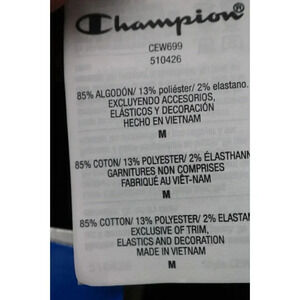 Champion
CEW699
510426
85% ALGODÓN/ 13% poliéster/ 2% elastano.
EXCLUYENDO ACCESORIOS,
ELÁSTICOS Y DECORACIÓN
HECHO EN VIETNAM
M
85% COTON/ 13% POLYESTER/ 2% ÉLASTHANN
GARNITURES NON COMPRISES
FABRIQUÉ AU VIÊT-NAM
M
85% COTTON/ 13% POLYESTER/ 2% ELASTAN
EXCLUSIVE OF TRIM,
ELASTICS AND DECORATION
MADE IN VIETNAM
M